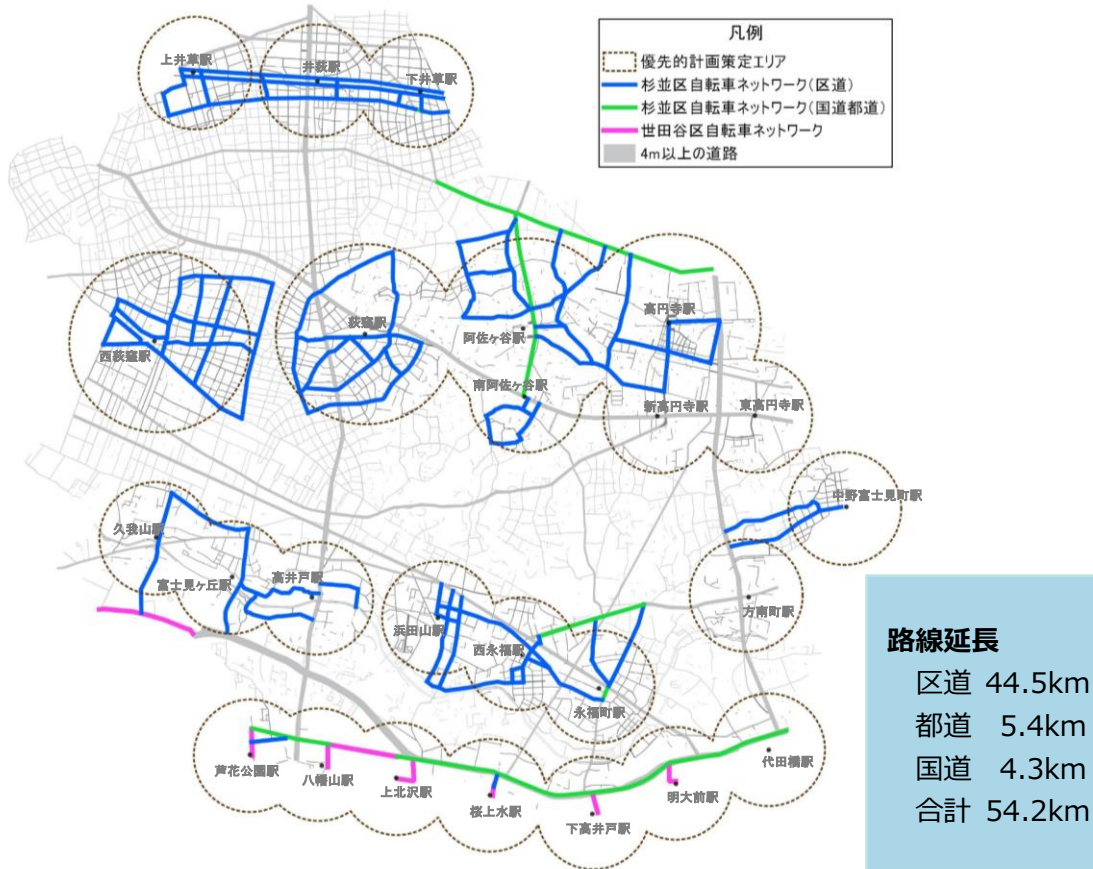 凡例
優先的計画策定エリア
杉並区自転車ネットワーク(区道)
杉並区自転車ネットワーク(国道都道)
世田谷区自転車ネットワーク
4m以上の道路
上井草駅
井荻駅
下井草駅
西荻窪駅
荻窪駅
阿佐ヶ谷駅
高円寺駅
南阿佐ヶ谷駅
新高円寺駅
東高円寺駅
中野富士見町駅
久我山駅
富士見ヶ丘駅
高井戸駅
浜田山駅
西永福駅
永福町駅
方南町駅
芦花公園駅
八幡山駅
上北沢駅
桜上水駅
下高井戸駅
明大前駅
代田橋駅
路線延長
区道 44.5km
都道 5.4km
国道 4.3km
合計 54.2km